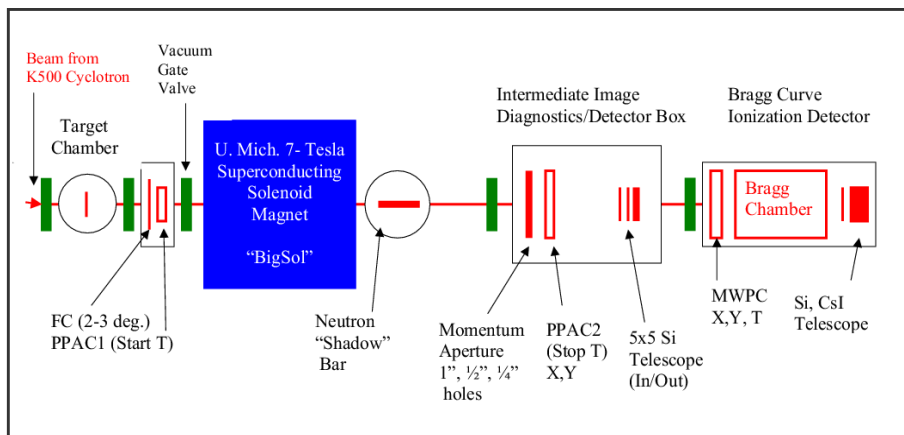 Beam from
K500 Cyclotron
Vacuum
Gate
Valve
Target
Chamber
U. Mich. 7- Tesla
Superconducting
Solenoid
Magnet
“BigSol”
Intermediate Image
Diagnostics/Detector Box
Bragg Curve
Ionization Detector
Bragg
Chamber
FC (2-3 deg.)
PPAC1 (Start T)
Neutron
“Shadow”
Bar
Momentum
Aperture
1”, ½”, ¼”
holes
PPAC2
(Stop T)
X,Y
5x5 Si
Telescope
(In/Out)
MWPC
X,Y, T
Si, CsI
Telescope